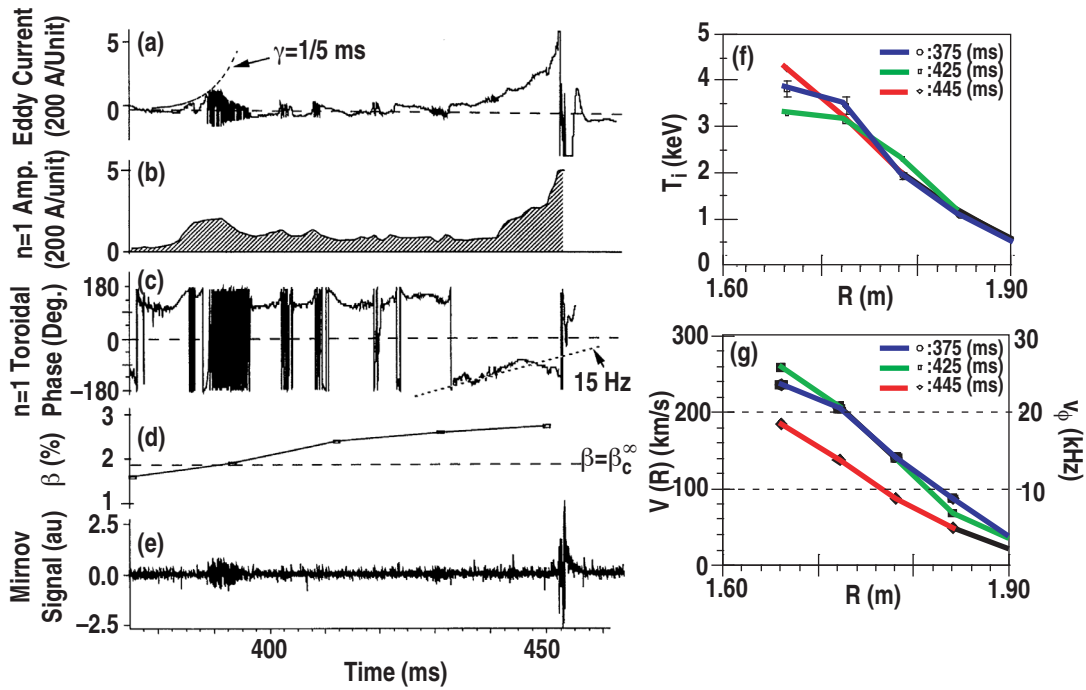 (a)
Eddy Current
(200 A/Unit)
5
0
γ=1/5 ms
(b)
n=1 Amp.
(200 A/unit)
5
0
(c)
n=1 Toroidal
Phase (Deg.)
180
0
−180
15 Hz
(d)
β (%)
3
2
1
β=β_c^∞
(e)
Mirnov
Signal (au)
2.5
0.0
−2.5
400
450
Time (ms)
(f)
T_i (keV)
5
4
3
2
1
0
:375 (ms)
:425 (ms)
:445 (ms)
1.60
1.90
R (m)
(g)
V (R) (km/s)
300
200
100
0
:375 (ms)
:425 (ms)
:445 (ms)
30
20
10
V_ϕ (kHz)
1.60
1.90
R (m)